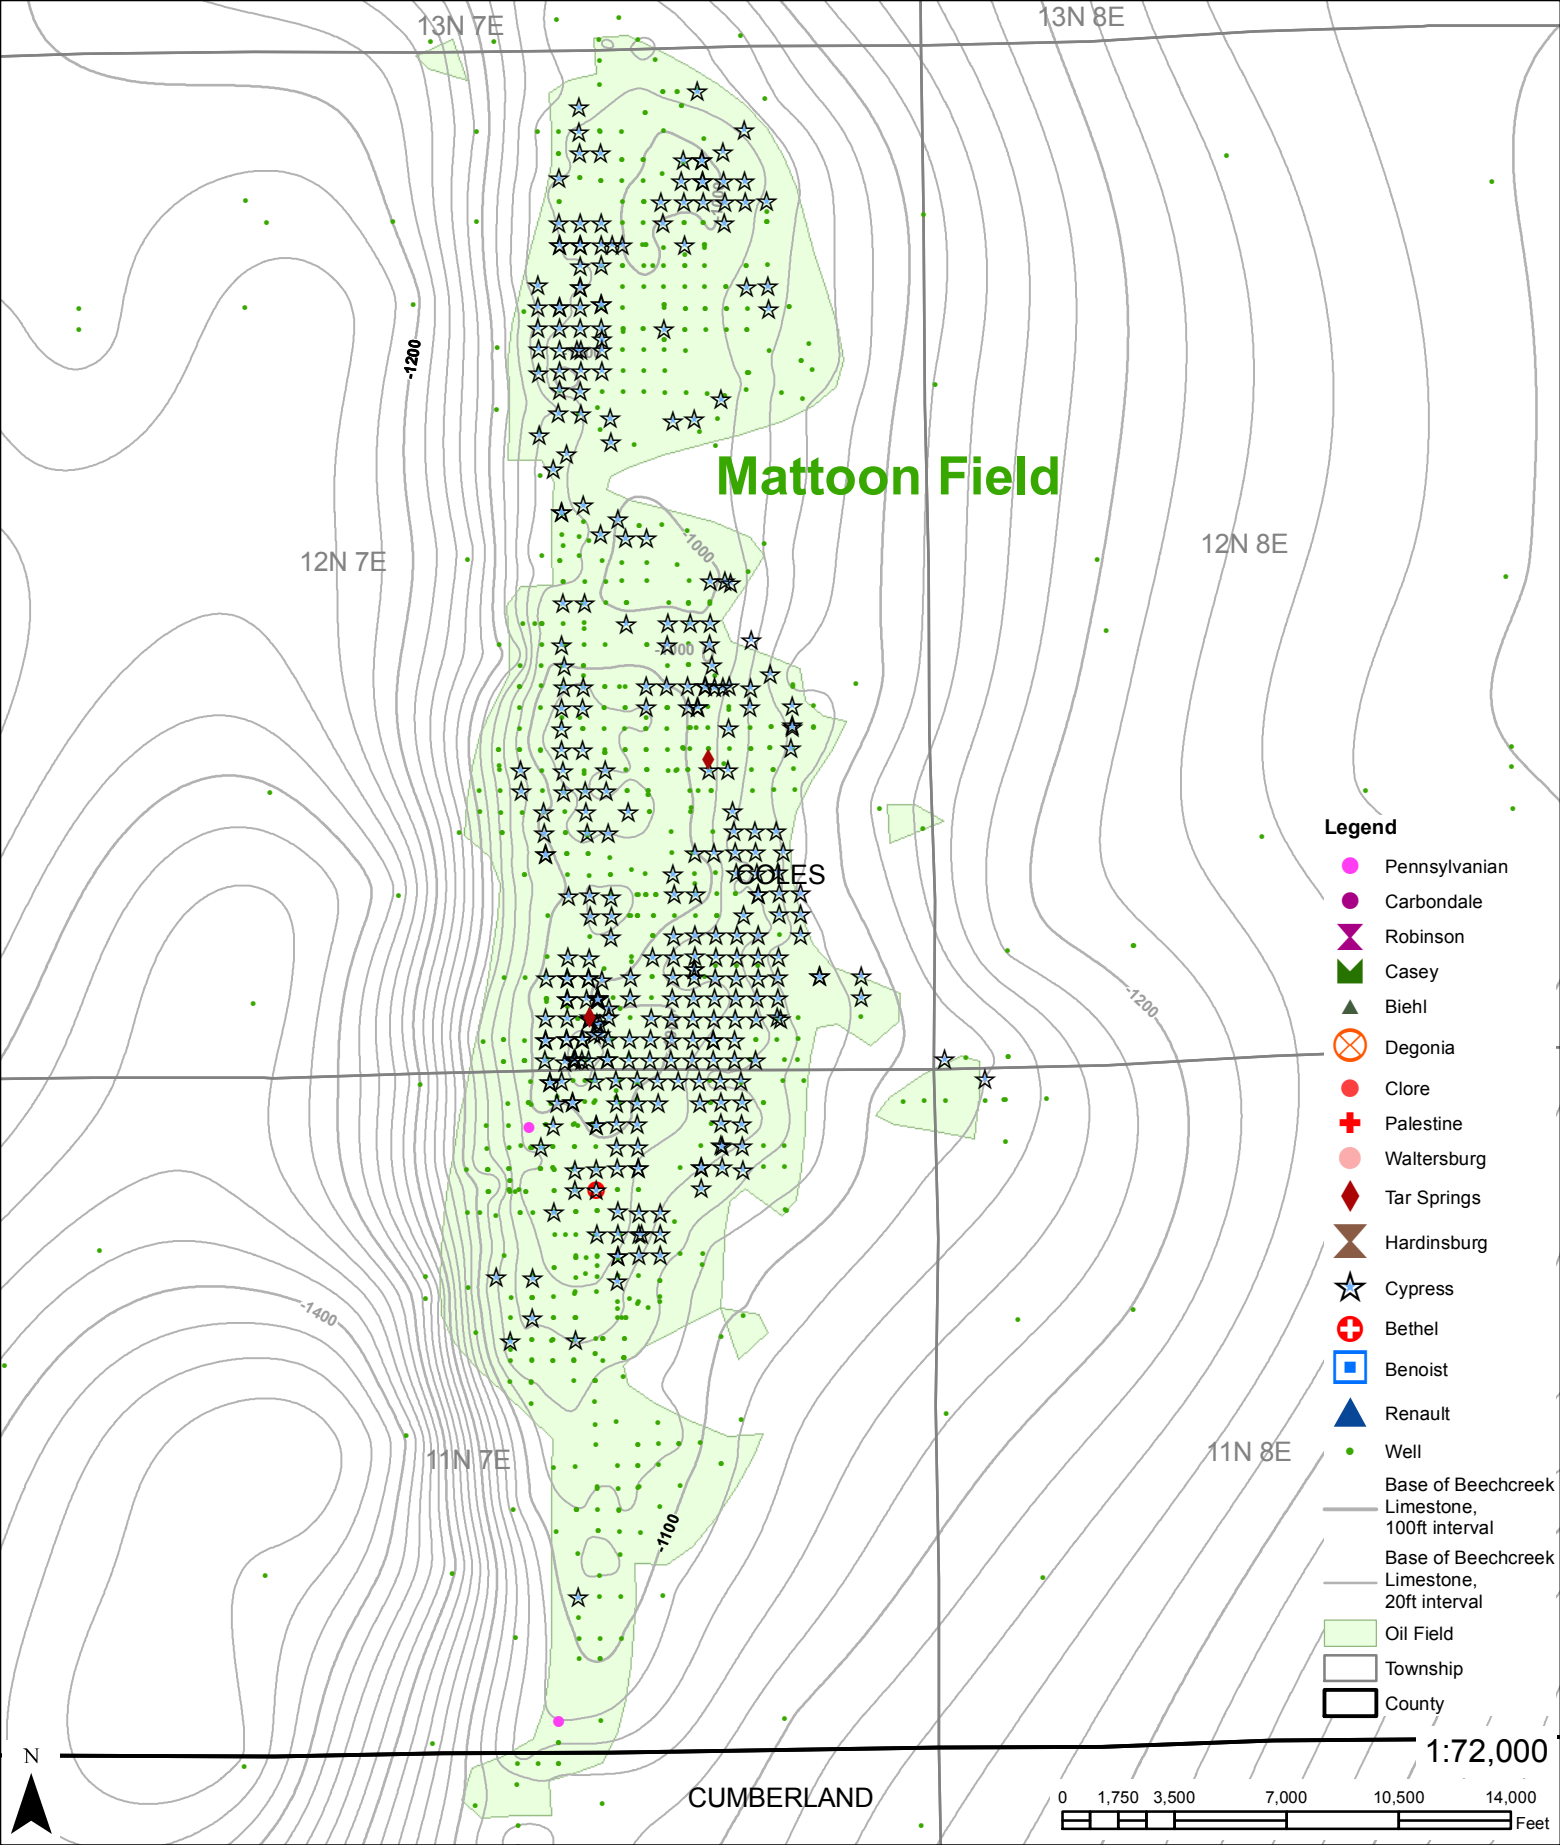 13N 7E
13N 8E
-1200
Mattoon Field
-1000
12N 7E
12N 8E
COLES
-1200
-1400
11N 7E
11N 8E
-1100
CUMBERLAND
N
Legend
Pennsylvanian
Carbondale
Robinson
Casey
Biehl
Degonia
Clore
Palestine
Waltersburg
Tar Springs
Hardinsburg
Cypress
Bethel
Benoist
Renault
Well
Base of Beechcreek
Limestone,
100ft interval
Base of Beechcreek
Limestone,
20ft interval
Oil Field
Township
County
1:72,000
0 1,750 3,500 7,000 10,500 14,000
Feet